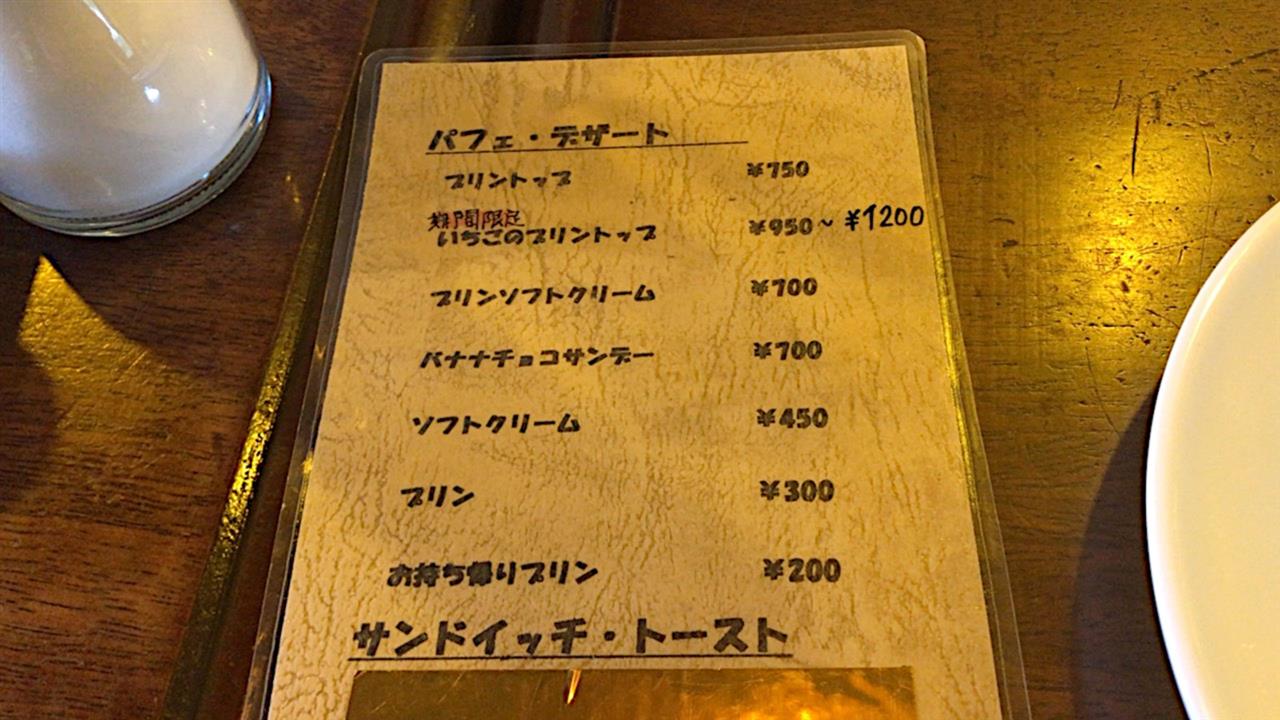 パフェ・デザート
プリントップ ¥750
期間限定
いちごのプリントップ ¥950~ ¥1200
プリンソフトクリーム ¥700
バナナチョコサンデー ¥700
ソフトクリーム ¥450
プリン ¥300
お持ち帰りプリン ¥200
サンドイッチ・トースト